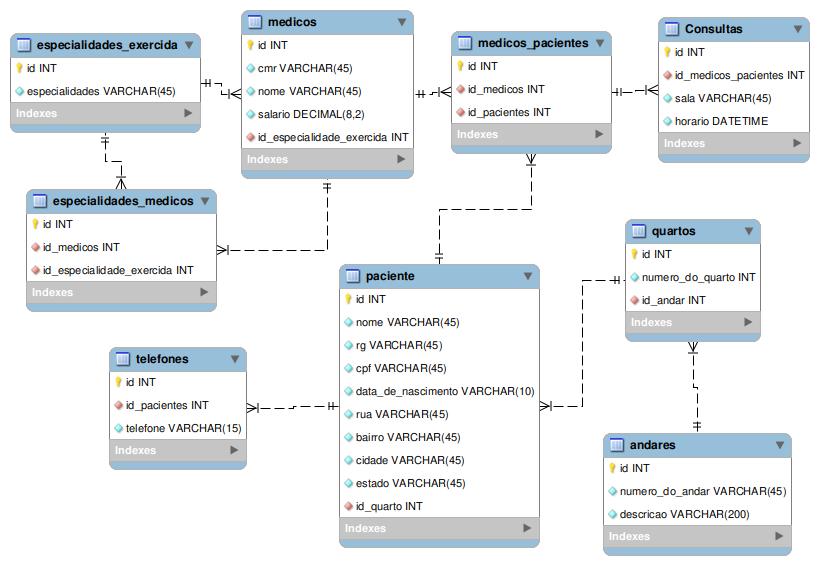 especialidades_exercida
id INT
especialidades VARCHAR(45)
Indexes
medicos
id INT
cmr VARCHAR(45)
nome VARCHAR(45)
salario DECIMAL(8,2)
id_especialidade_exercida INT
Indexes
medicos_pacientes
id INT
id_medicos INT
id_pacientes INT
Indexes
Consultas
id INT
id_medicos_pacientes INT
sala VARCHAR(45)
horario DATETIME
Indexes
especialidades_medicos
id INT
id_medicos INT
id_especialidade_exercida INT
Indexes
paciente
id INT
nome VARCHAR(45)
rg VARCHAR(45)
cpf VARCHAR(45)
data_de_nascimento VARCHAR(10)
rua VARCHAR(45)
bairro VARCHAR(45)
cidade VARCHAR(45)
estado VARCHAR(45)
id_quarto INT
Indexes
quartos
id INT
numero_do_quarto INT
id_andar INT
Indexes
telefones
id INT
id_pacientes INT
telefone VARCHAR(15)
Indexes
andares
id INT
numero_do_andar VARCHAR(45)
descricao VARCHAR(200)
Indexes